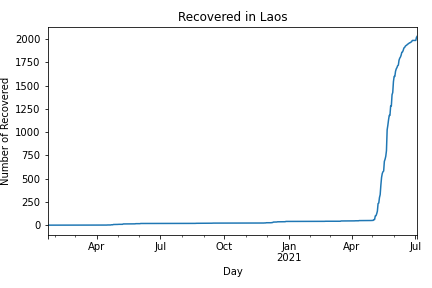 Recovered in Laos
Number of Recovered
2000
1750
1500
1250
1000
750
500
250
0
Apr
Jul
Oct
Jan
2021
Apr
Jul
Day